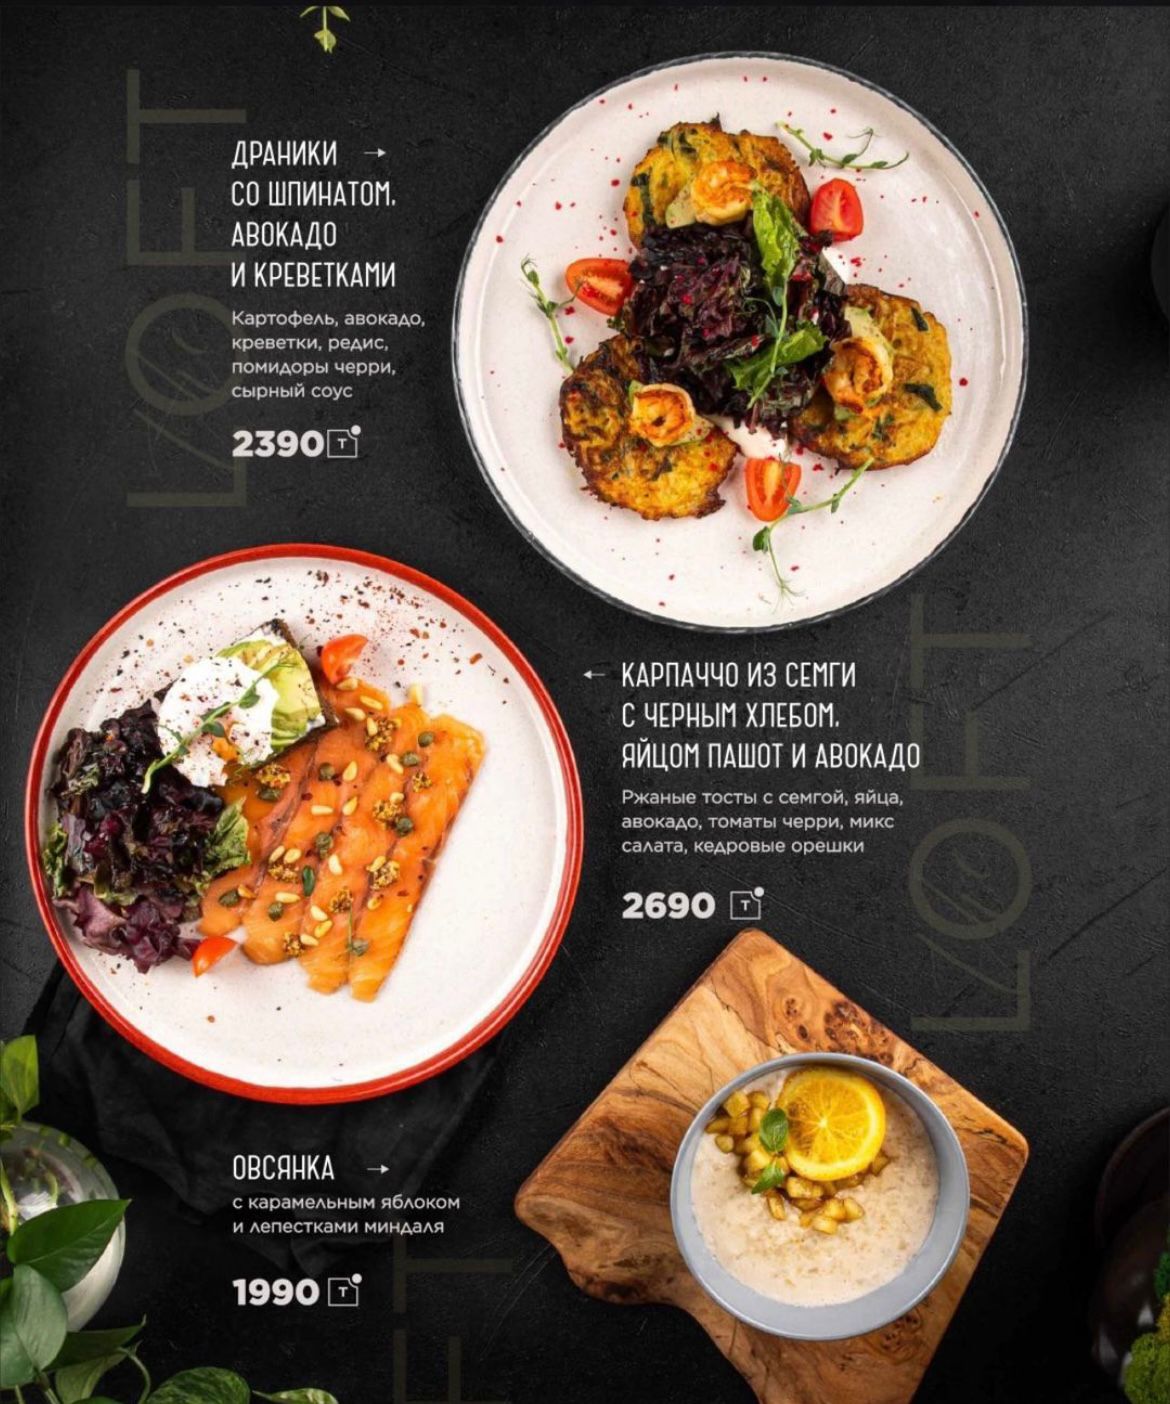 LOFT
ДРАНИКИ →
СО ШПИНАТОМ,
АВОКАДО
И КРЕВЕТКАМИ
Картофель, авокадо,
креветки, редис,
помидоры черри,
сырный соус
2390 T
← КАРПАЧЧО ИЗ СЕМГИ
С ЧЕРНЫМ ХЛЕБОМ,
ЯЙЦОМ ПАШОТ И АВОКАДО
Ржаные тосты с семгой, яйца,
авокадо, томаты черри, микс
салата, кедровые орешки
2690 T
LOFT
ОВСЯНКА →
с карамельным яблоком
и лепестками миндаля
1990 T
FT